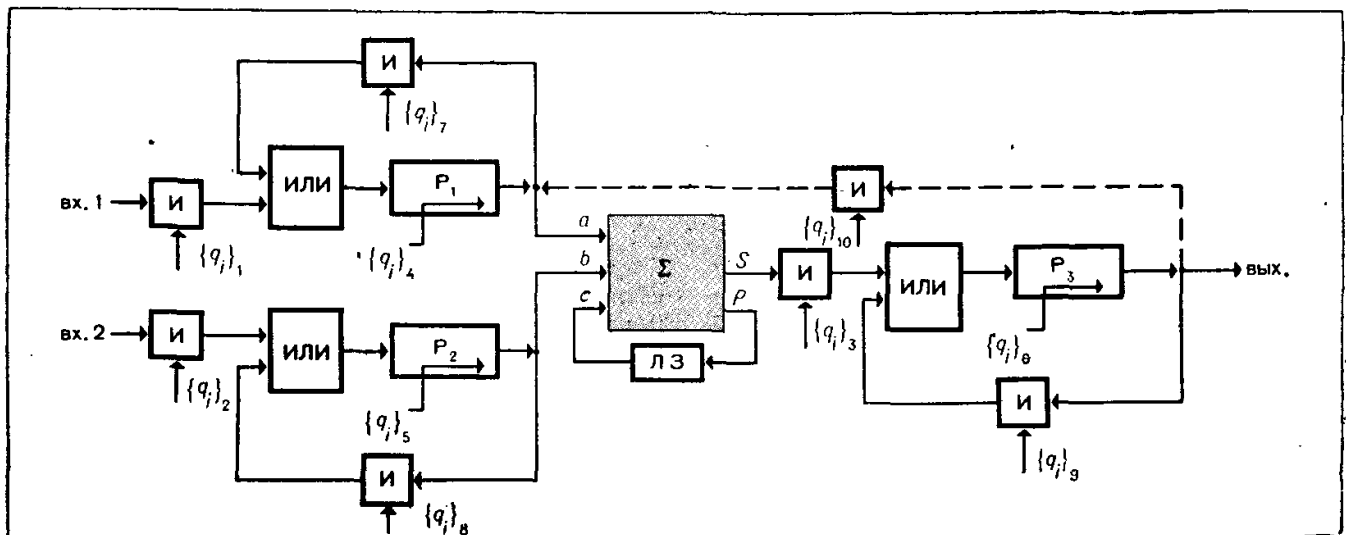 И
{q_i}_7
вх. 1
И
ИЛИ
P_1
{q_i}_1
{q_i}_4
a
b
c
Σ
S
P
ЛЗ
И
{q_i}_10
И
{q_i}_3
ИЛИ
P_3
вых.
{q_i}_6
И
{q_i}_9
вх. 2
И
ИЛИ
P_2
{q_i}_2
{q_i}_5
И
{q_i}_8